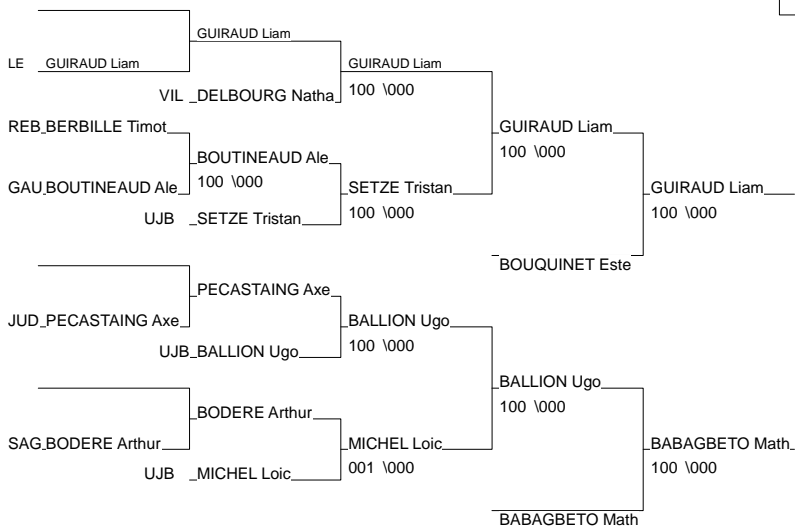 GUIRAUD Liam
LE GUIRAUD Liam
GUIRAUD Liam
VIL DELBOURG Natha
100 \000
REB BERBILLE Timot
GUIRAUD Liam
BOUTINEAUD Ale
100 \000
100 \000
GAU BOUTINEAUD Ale
SETZE Tristan
GUIRAUD Liam
100 \000
100 \000
UJB SETZE Tristan
BOUQUINET Este
PECASTAING Axe
JUD PECASTAING Axe
BALLION Ugo
100 \000
UJB BALLION Ugo
BALLION Ugo
100 \000
BODERE Arthur
SAG BODERE Arthur
MICHEL Loic
BABAGBETO Math
001 \000
100 \000
UJB MICHEL Loic
BABAGBETO Math